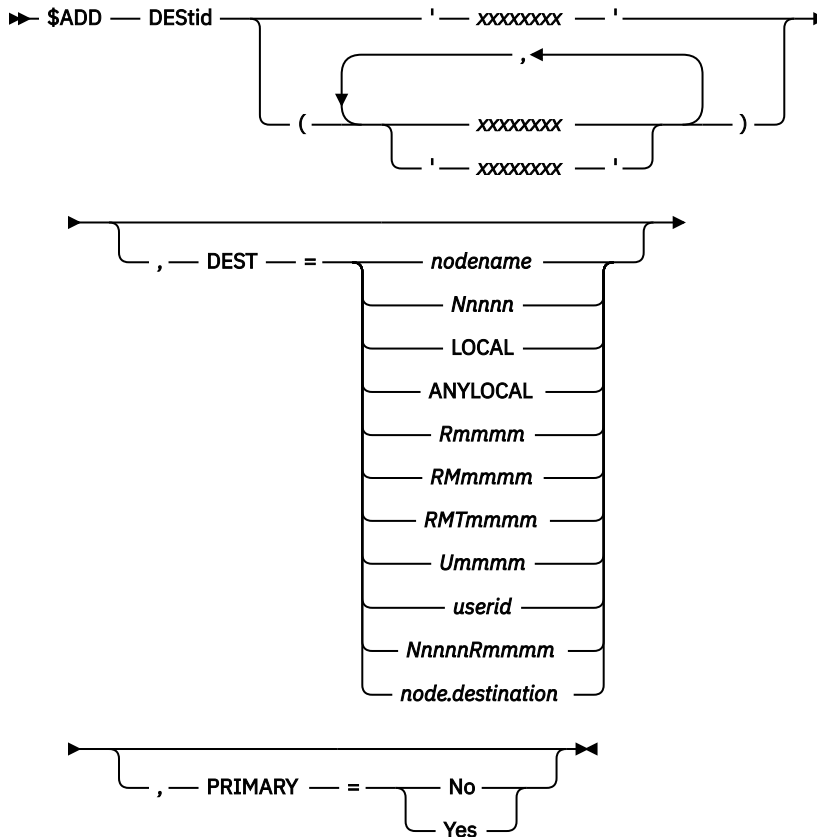 $ADD DEStid ' xxxxxxxx '
,
( xxxxxxxx )
' xxxxxxxx '
, DEST = nodename
Nnnnn
LOCAL
ANYLOCAL
Rmmmm
RMmmmm
RMTmmmm
Ummmm
userid
NnnnnRmmmm
node.destination
, PRIMARY = No
Yes